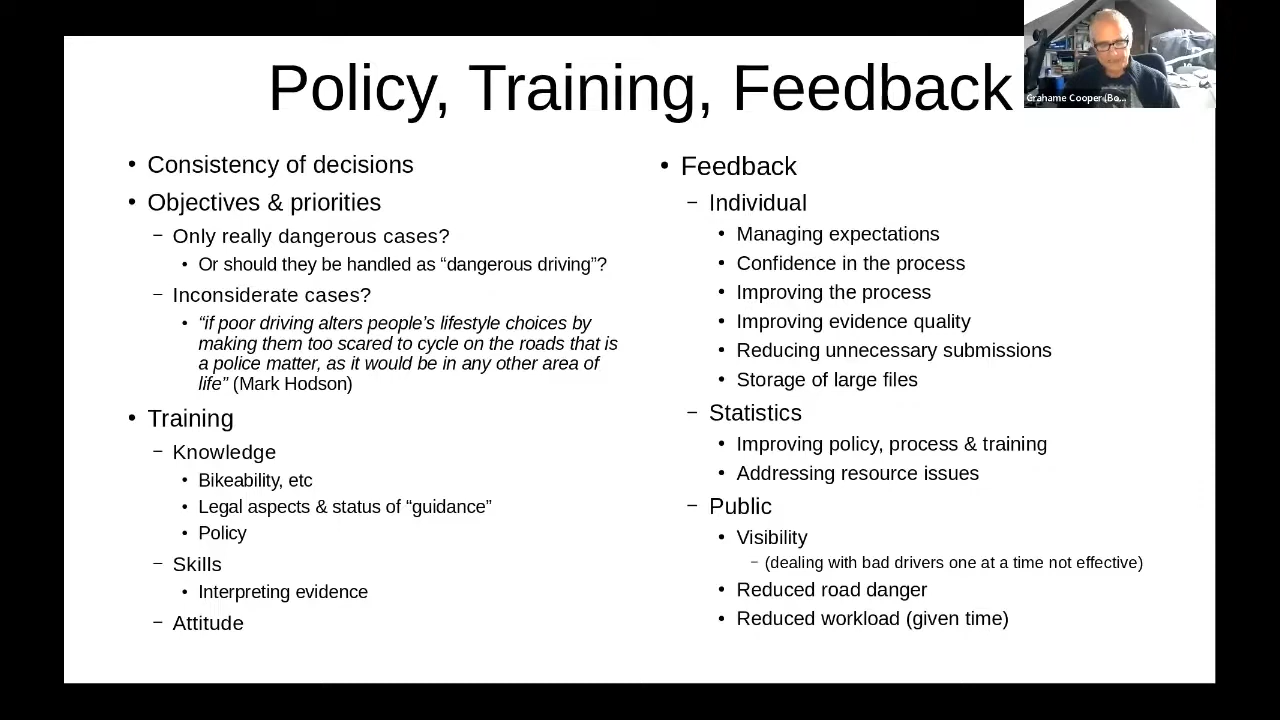 Policy, Training, Feedback
Grahame Cooper (Bo...
• Consistency of decisions
• Objectives & priorities
– Only really dangerous cases?
• Or should they be handled as “dangerous driving”?
– Inconsiderate cases?
• “if poor driving alters people’s lifestyle choices by
making them too scared to cycle on the roads that is
a police matter, as it would be in any other area of
life” (Mark Hodson)
• Training
– Knowledge
• Bikeability, etc
• Legal aspects & status of “guidance”
• Policy
– Skills
• Interpreting evidence
– Attitude
• Feedback
– Individual
• Managing expectations
• Confidence in the process
• Improving the process
• Improving evidence quality
• Reducing unnecessary submissions
• Storage of large files
– Statistics
• Improving policy, process & training
• Addressing resource issues
– Public
• Visibility
– (dealing with bad drivers one at a time not effective)
• Reduced road danger
• Reduced workload (given time)